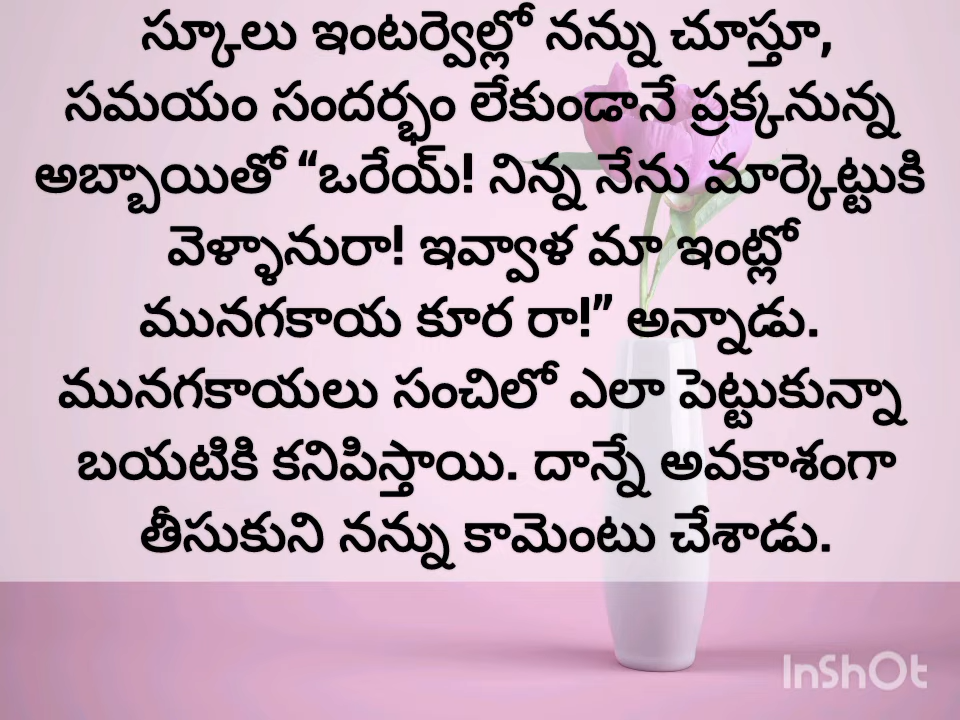 స్కూలు ఇంటర్వెల్లో నన్ను చూస్తూ,
సమయం సందర్భం లేకుండానే ప్రక్కనున్న
అబ్బాయితో “ఒరేయ్! నిన్న నేను మార్కెట్టుకి
వెళ్ళానురా! ఇవ్వాళ మా ఇంట్లో
మునగకాయ కూర రా!” అన్నాడు.
మునగకాయలు సంచిలో ఎలా పెట్టుకున్నా
బయటికి కనిపిస్తాయి. దాన్నే అవకాశంగా
తీసుకుని నన్ను కామెంటు చేశాడు.
InShOt